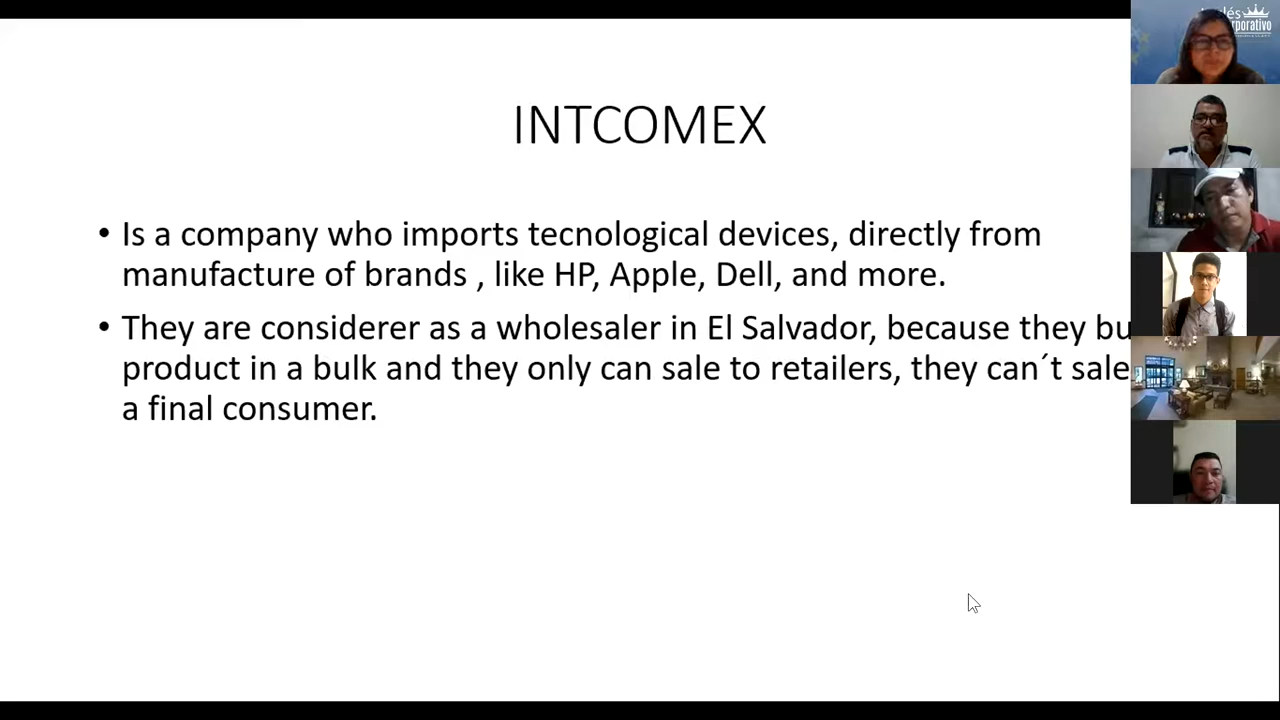 INTCOMEX
• Is a company who imports tecnological devices, directly from
manufacture of brands , like HP, Apple, Dell, and more.
• They are considerer as a wholesaler in El Salvador, because they
product in a bulk and they only can sale to retailers, they can´t sale
a final consumer.